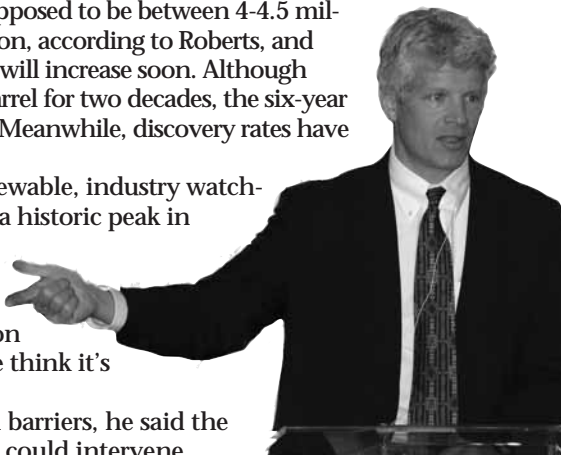 pposed to be between 4-4.5 mil-
on, according to Roberts, and
will increase soon. Although
arrel for two decades, the six-year
Meanwhile, discovery rates have
ewable, industry watch-
a historic peak in
on
e think it's
l barriers, he said the
could intervene